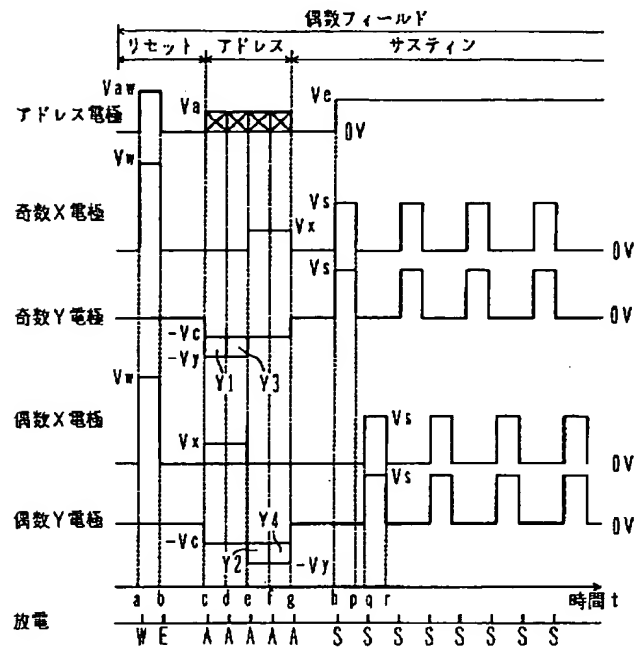 偶数フィールド
リセット アドレス サスティン
Vaw
アドレス電極
Va
Ve
0V
Vw
奇数X電極
Vx
Vs
0V
奇数Y電極
Vs
0V
-Vc
-Vy
Y1
Y3
Vw
偶数X電極
Vx
Vs
0V
偶数Y電極
Vs
0V
-Vc
Y2
Y4
-Vy
a b c d e f g h p q r 時間 t
放電
W E A A A A A S S S S S S S S